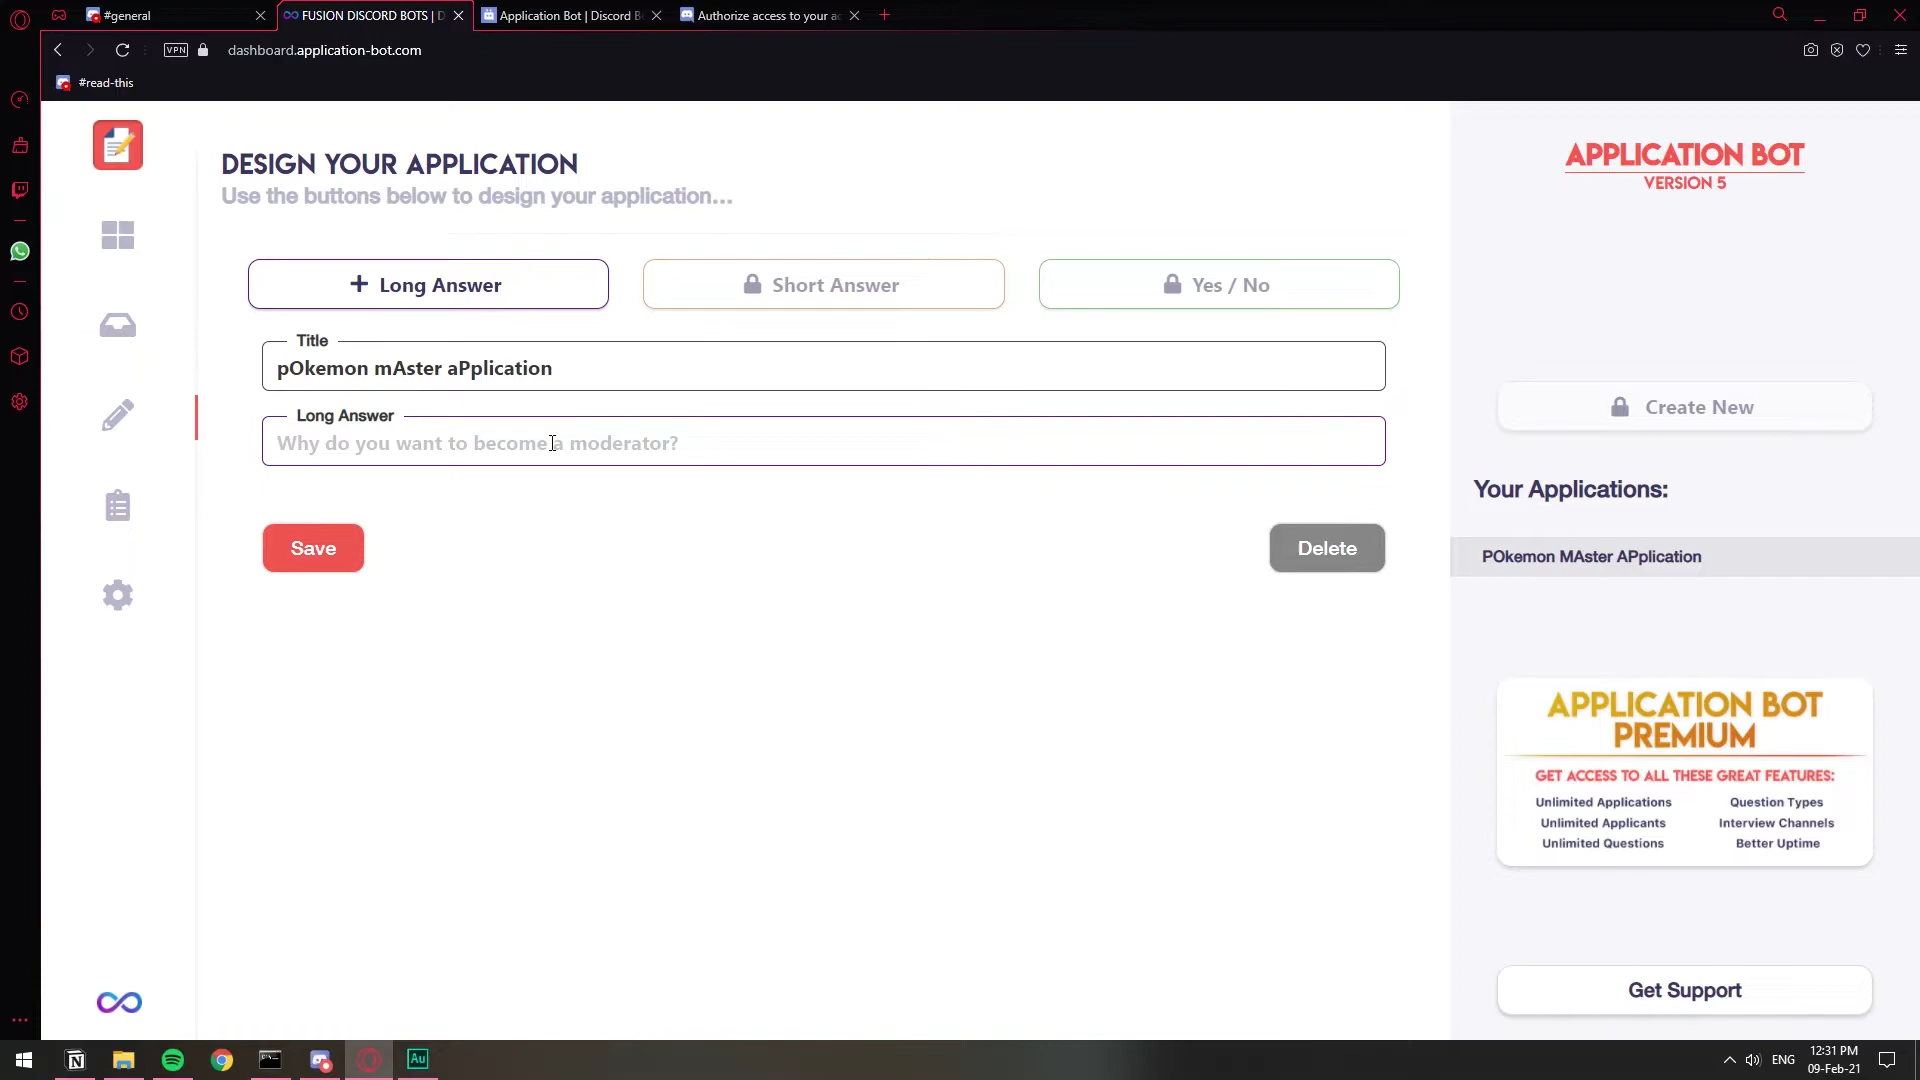 #general
FUSION DISCORD BOTS | D
Application Bot | Discord B
Authorize access to your ac
VPN
dashboard.application-bot.com
#read-this
DESIGN YOUR APPLICATION
Use the buttons below to design your application...
Long Answer
Short Answer
Yes / No
Title
pOkemon mAster aPplication
Long Answer
Why do you want to become a moderator?
Save
Delete
APPLICATION BOT
VERSION 5
Create New
Your Applications:
POkemon MAster APplication
APPLICATION BOT
PREMIUM
GET ACCESS TO ALL THESE GREAT FEATURES:
Unlimited Applications Question Types
Unlimited Applicants Interview Channels
Unlimited Questions Better Uptime
Get Support
Au
ENG
12:31 PM
09-Feb-21